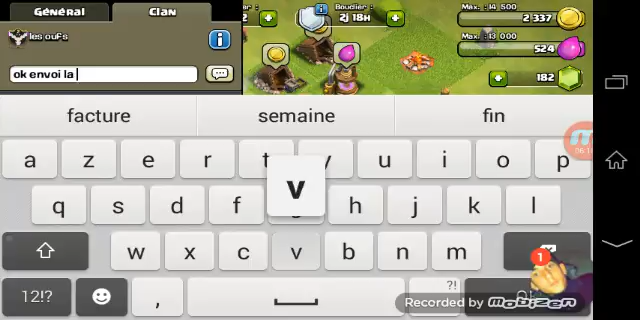 Général Clan
Bouclier : Max. : 14 500
2j 18H 2 337
les ouFs Max. : 13 000
524
ok envoi la
182
facture semaine fin
a z e r t y u i o p
v
q s d f h j k l
w x c v b n m
1
?!
12!? ,
Recorded by mobizen